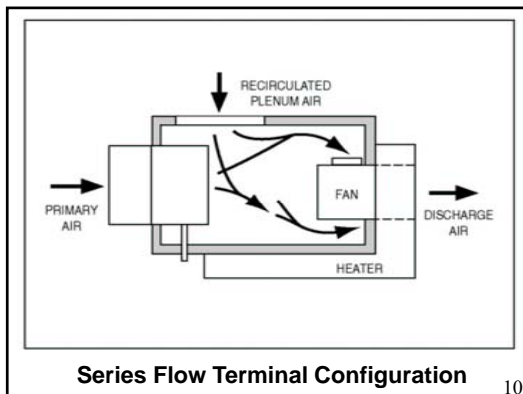 RECIRCULATED
PLENUM AIR
PRIMARY
AIR
FAN
DISCHARGE
AIR
HEATER
Series Flow Terminal Configuration
10